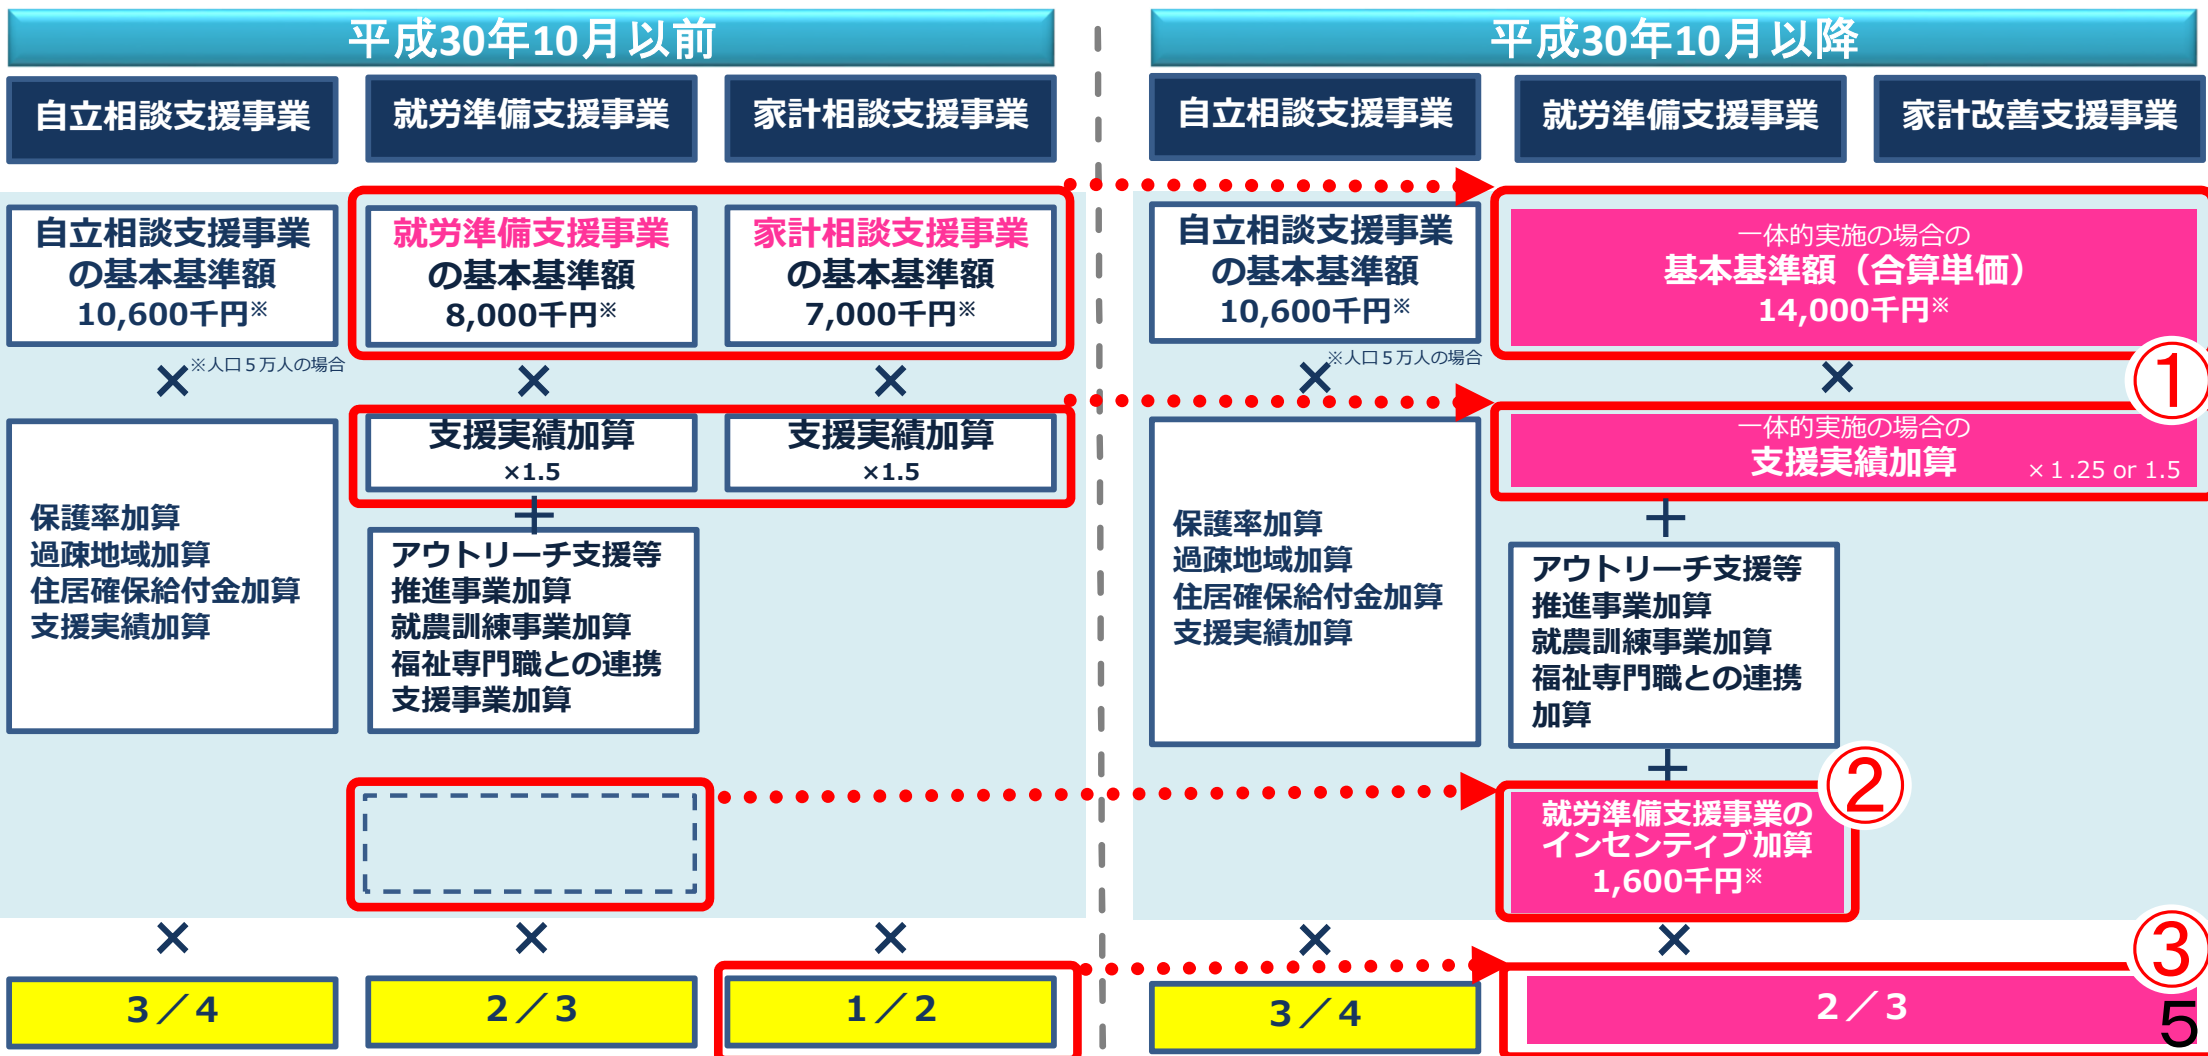 平成30年10月以前
自立相談支援事業
就労準備支援事業
家計相談支援事業
自立相談支援事業
の基本基準額
10,600千円※
就労準備支援事業
の基本基準額
8,000千円※
家計相談支援事業
の基本基準額
7,000千円※
※人口５万人の場合
×
×
×
保護率加算
過疎地域加算
住居確保給付金加算
支援実績加算
支援実績加算
×1.5
支援実績加算
×1.5
＋
アウトリーチ支援等
推進事業加算
就農訓練事業加算
福祉専門職との連携
支援事業加算
×
×
×
3／4
2／3
1／2
平成30年10月以降
自立相談支援事業
就労準備支援事業
家計改善支援事業
自立相談支援事業
の基本基準額
10,600千円※
一体的実施の場合の
基本基準額（合算単価）
14,000千円※
※人口５万人の場合
×
×
①
保護率加算
過疎地域加算
住居確保給付金加算
支援実績加算
一体的実施の場合の
支援実績加算 ×１.25 or 1.5
＋
アウトリーチ支援等
推進事業加算
就農訓練事業加算
福祉専門職との連携
加算
＋
②
就労準備支援事業の
インセンティブ加算
1,600千円※
×
×
③
3／4
2／3
5